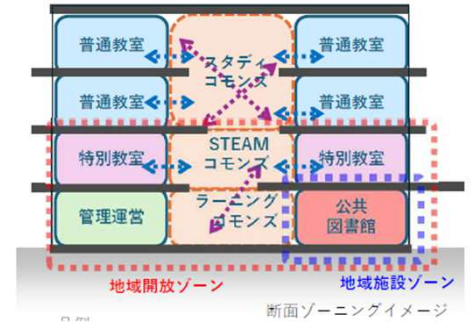 普通教室
スタディ
コモンズ
普通教室
普通教室
普通教室
特別教室
STEAM
コモンズ
特別教室
管理運営
ラーニング
コモンズ
公共
図書館
地域開放ゾーン
地域施設ゾーン
断面ゾーニングイメージ